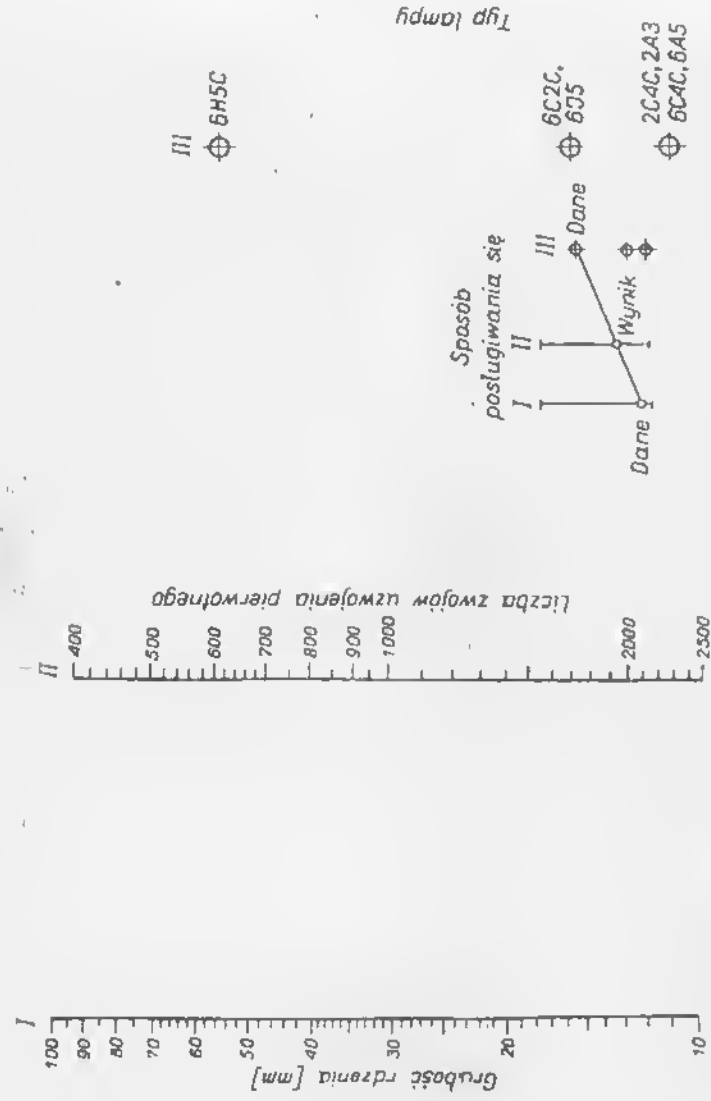 I
100
90
80
70
60
50
40
30
20
10
Grubość rdzenia [mm]
II
400
500
600
700
800
900
1000
2000
2500
Liczba zwojów uzwojenia pierwotnego
Sposób
posługiwania się
I
II
III
Dane
Wynik
Dane
III
6H5C
6C2C,
6J5
2C4C, 2A3
6C4C, 6A5
Typ lampy